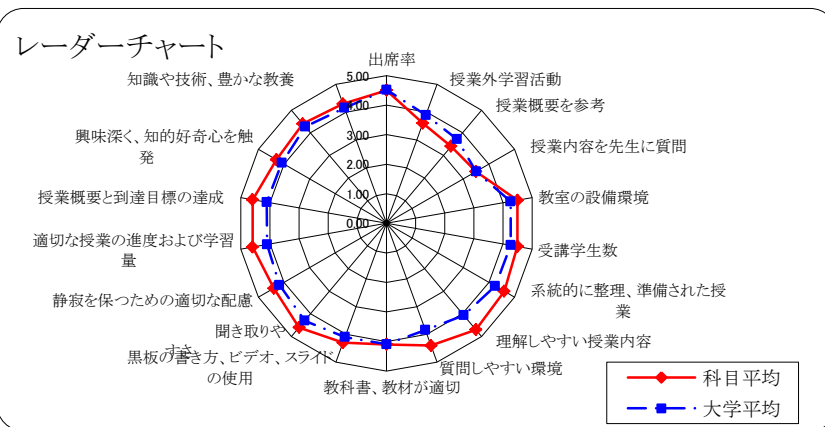 レーダーチャート
出席率
授業外学習活動
授業概要を参考
授業内容を先生に質問
教室の設備環境
受講学生数
系統的に整理、準備された授
業
理解しやすい授業内容
質問しやすい環境
教科書、教材が適切
黒板の書き方、ビデオ、スライド
の使用
聞き取りや
すさ
静寂を保つための適切な配慮
適切な授業の進度および学習
量
授業概要と到達目標の達成
興味深く、知的好奇心を触
発
知識や技術、豊かな教養
5.00
4.00
3.00
2.00
1.00
0.00
科目平均
大学平均